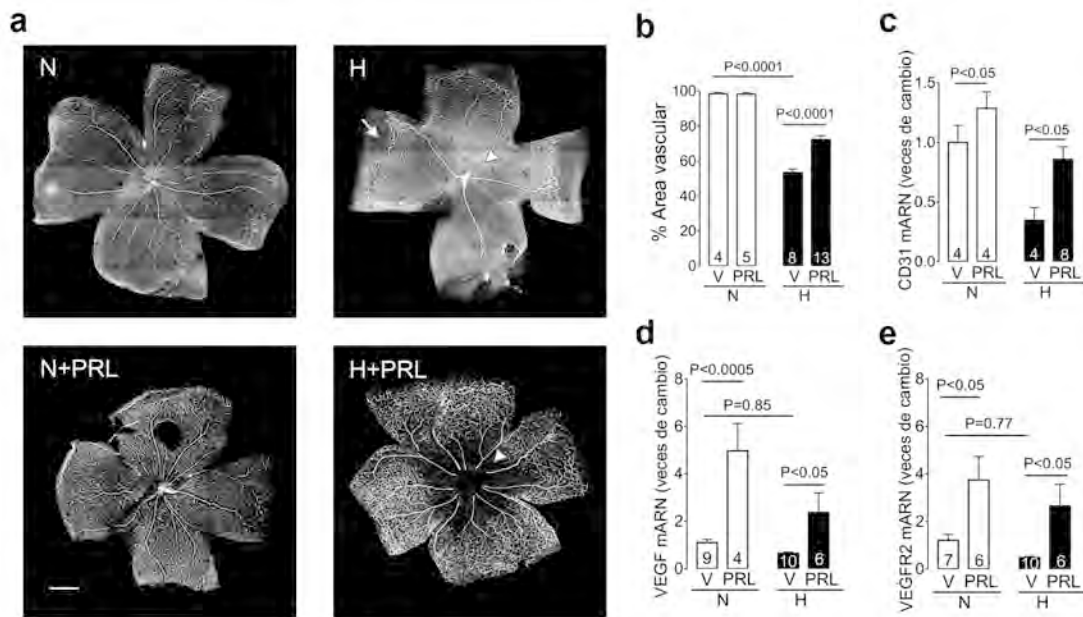 a
N
H
N+PRL
H+PRL
b
P<0.0001
P<0.0001
% Area vascular
100
80
60
40
20
0
4
5
8
13
V
PRL
V
PRL
N
H
c
P<0.05
P<0.05
CD31 mARN (veces de cambio)
1.5
1.0
0.5
0.0
4
4
4
8
V
PRL
V
PRL
N
H
d
P<0.0005
P=0.85
P<0.05
VEGF mARN (veces de cambio)
8
6
4
2
0
9
4
10
6
V
PRL
V
PRL
N
H
e
P<0.05
P=0.77
P<0.05
VEGFR2 mARN (veces de cambio)
8
6
4
2
0
7
6
10
6
V
PRL
V
PRL
N
H